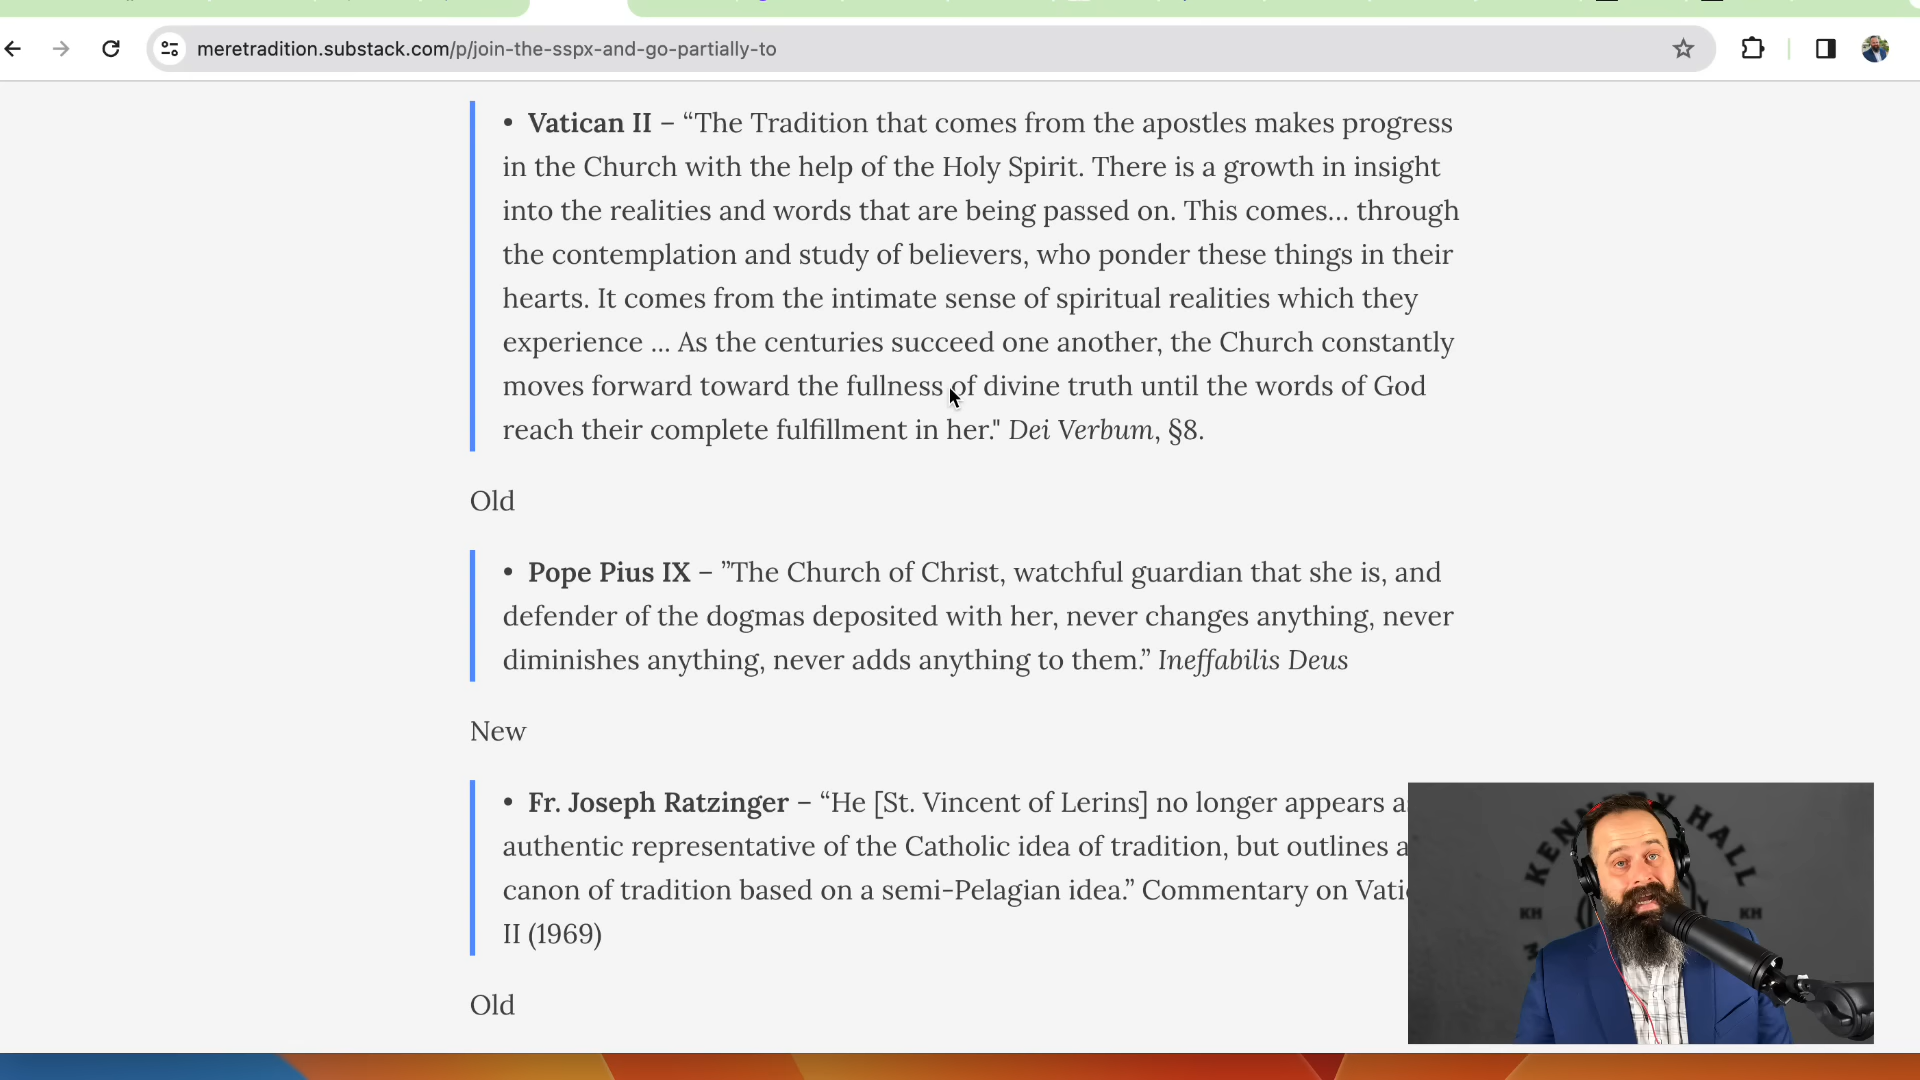 meretradition.substack.com/p/join-the-sspx-and-go-partially-to
• Vatican II – “The Tradition that comes from the apostles makes progress
in the Church with the help of the Holy Spirit. There is a growth in insight
into the realities and words that are being passed on. This comes… through
the contemplation and study of believers, who ponder these things in their
hearts. It comes from the intimate sense of spiritual realities which they
experience ... As the centuries succeed one another, the Church constantly
moves forward toward the fullness of divine truth until the words of God
reach their complete fulfillment in her." Dei Verbum, §8.
Old
• Pope Pius IX – ”The Church of Christ, watchful guardian that she is, and
defender of the dogmas deposited with her, never changes anything, never
diminishes anything, never adds anything to them.” Ineffabilis Deus
New
• Fr. Joseph Ratzinger – “He [St. Vincent of Lerins] no longer appears
authentic representative of the Catholic idea of tradition, but outlines a
canon of tradition based on a semi-Pelagian idea.” Commentary on
II (1969)
Old
HALL
KH
KH